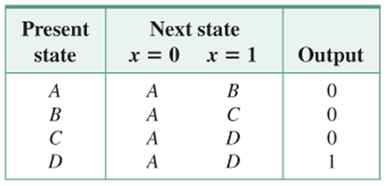 Present Next state
state x = 0 x = 1 Output
A A B 0
B A C 0
C A D 0
D A D 1